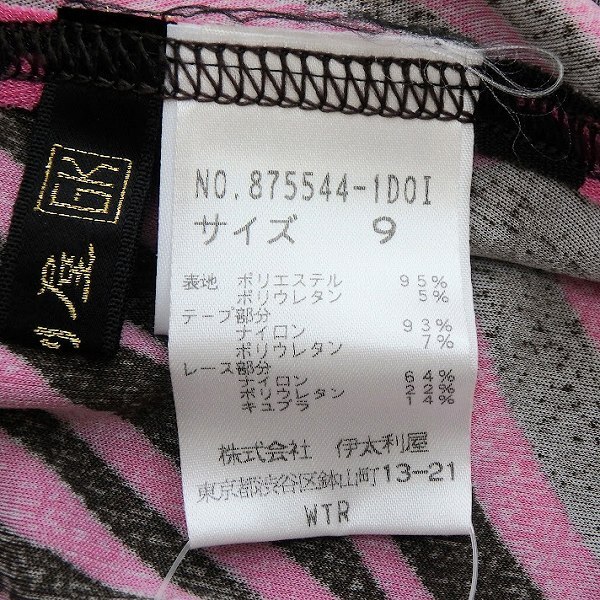 GK
り屋
NO.875544-1D0I
サイズ 9
表地 ポリエステル 95%
ポリウレタン 5%
テープ部分
ナイロン 93%
ポリウレタン 7%
レース部分
ナイロン 64%
ポリウレタン 22%
キュプラ 14%
株式会社 伊太利屋
東京都渋谷区鉢山町13-21
WTR